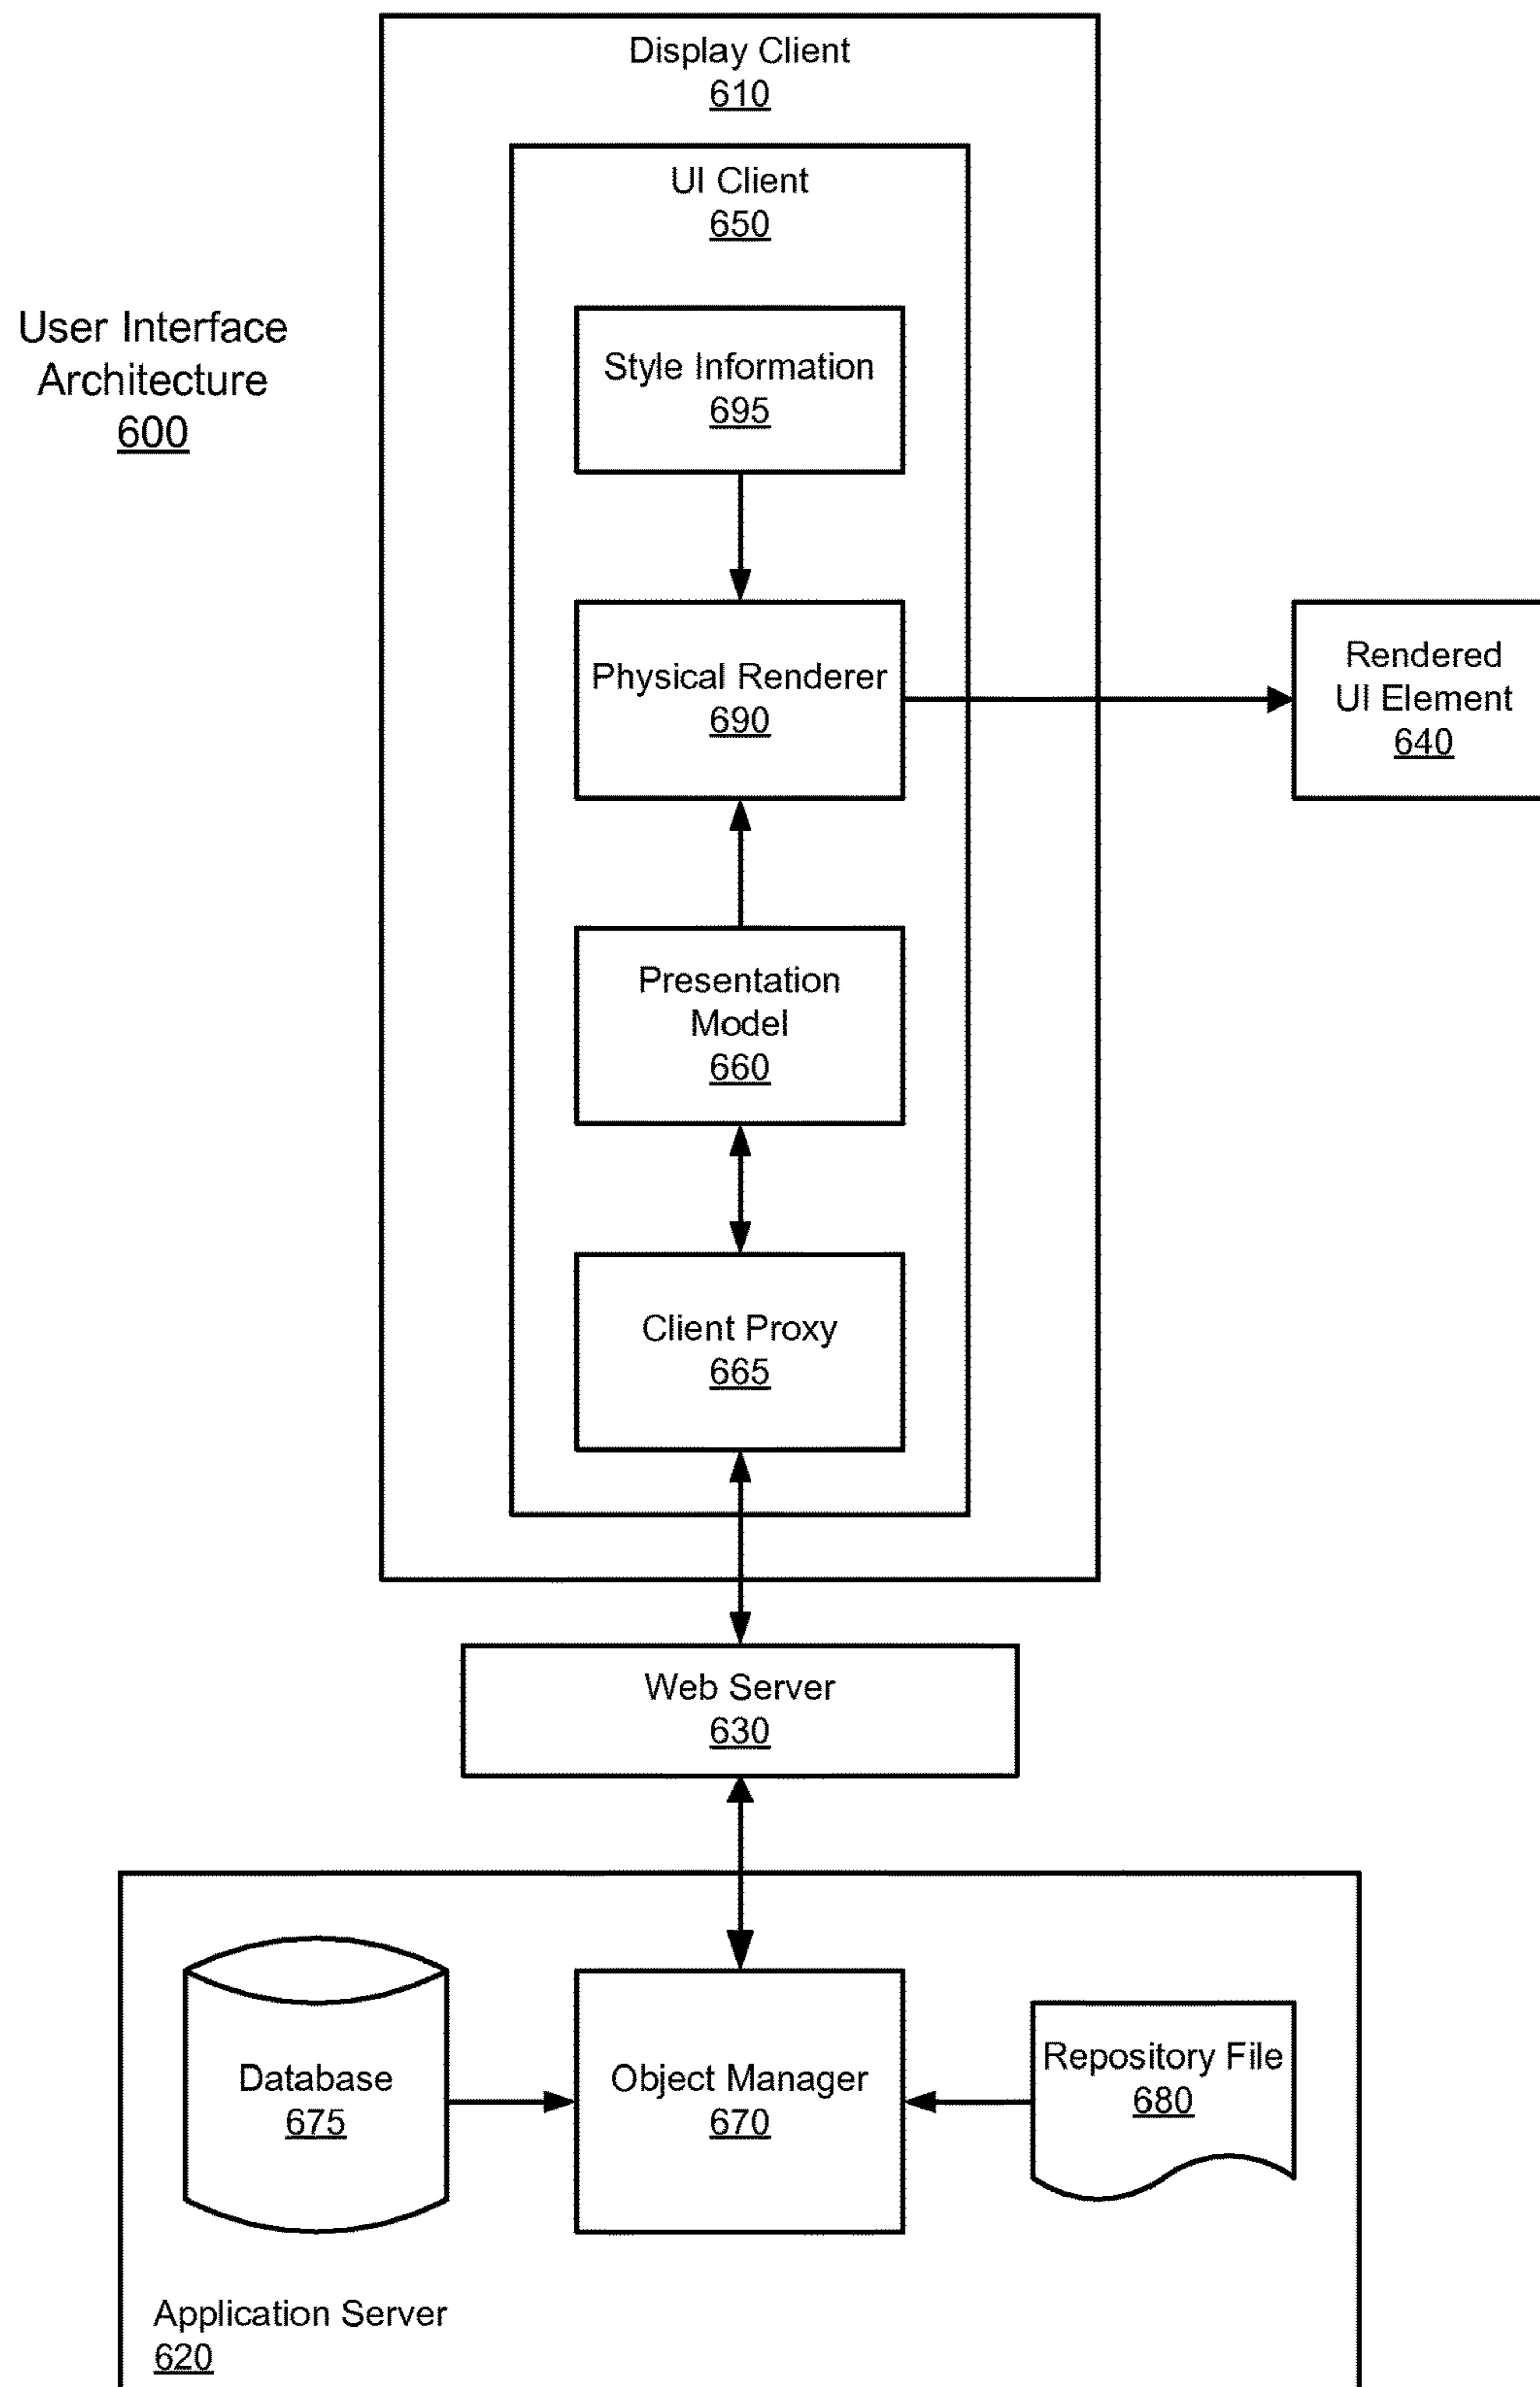 Display Client
610
UI Client
650
User Interface
Architecture
600
Style Information
695
Physical Renderer
690
Rendered
UI Element
640
Presentation
Model
660
Client Proxy
665
Web Server
630
Database
675
Object Manager
670
Repository File
680
Application Server
620